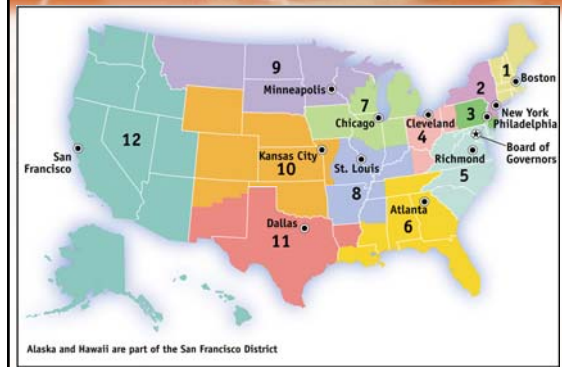 9
Minneapolis
1
Boston
2
7
Chicago
Cleveland
4
3
New York
Philadelphia
12
San
Francisco
Kansas City
10
St. Louis
Board of
Governors
Richmond
5
8
Atlanta
6
Dallas
11
Alaska and Hawaii are part of the San Francisco District